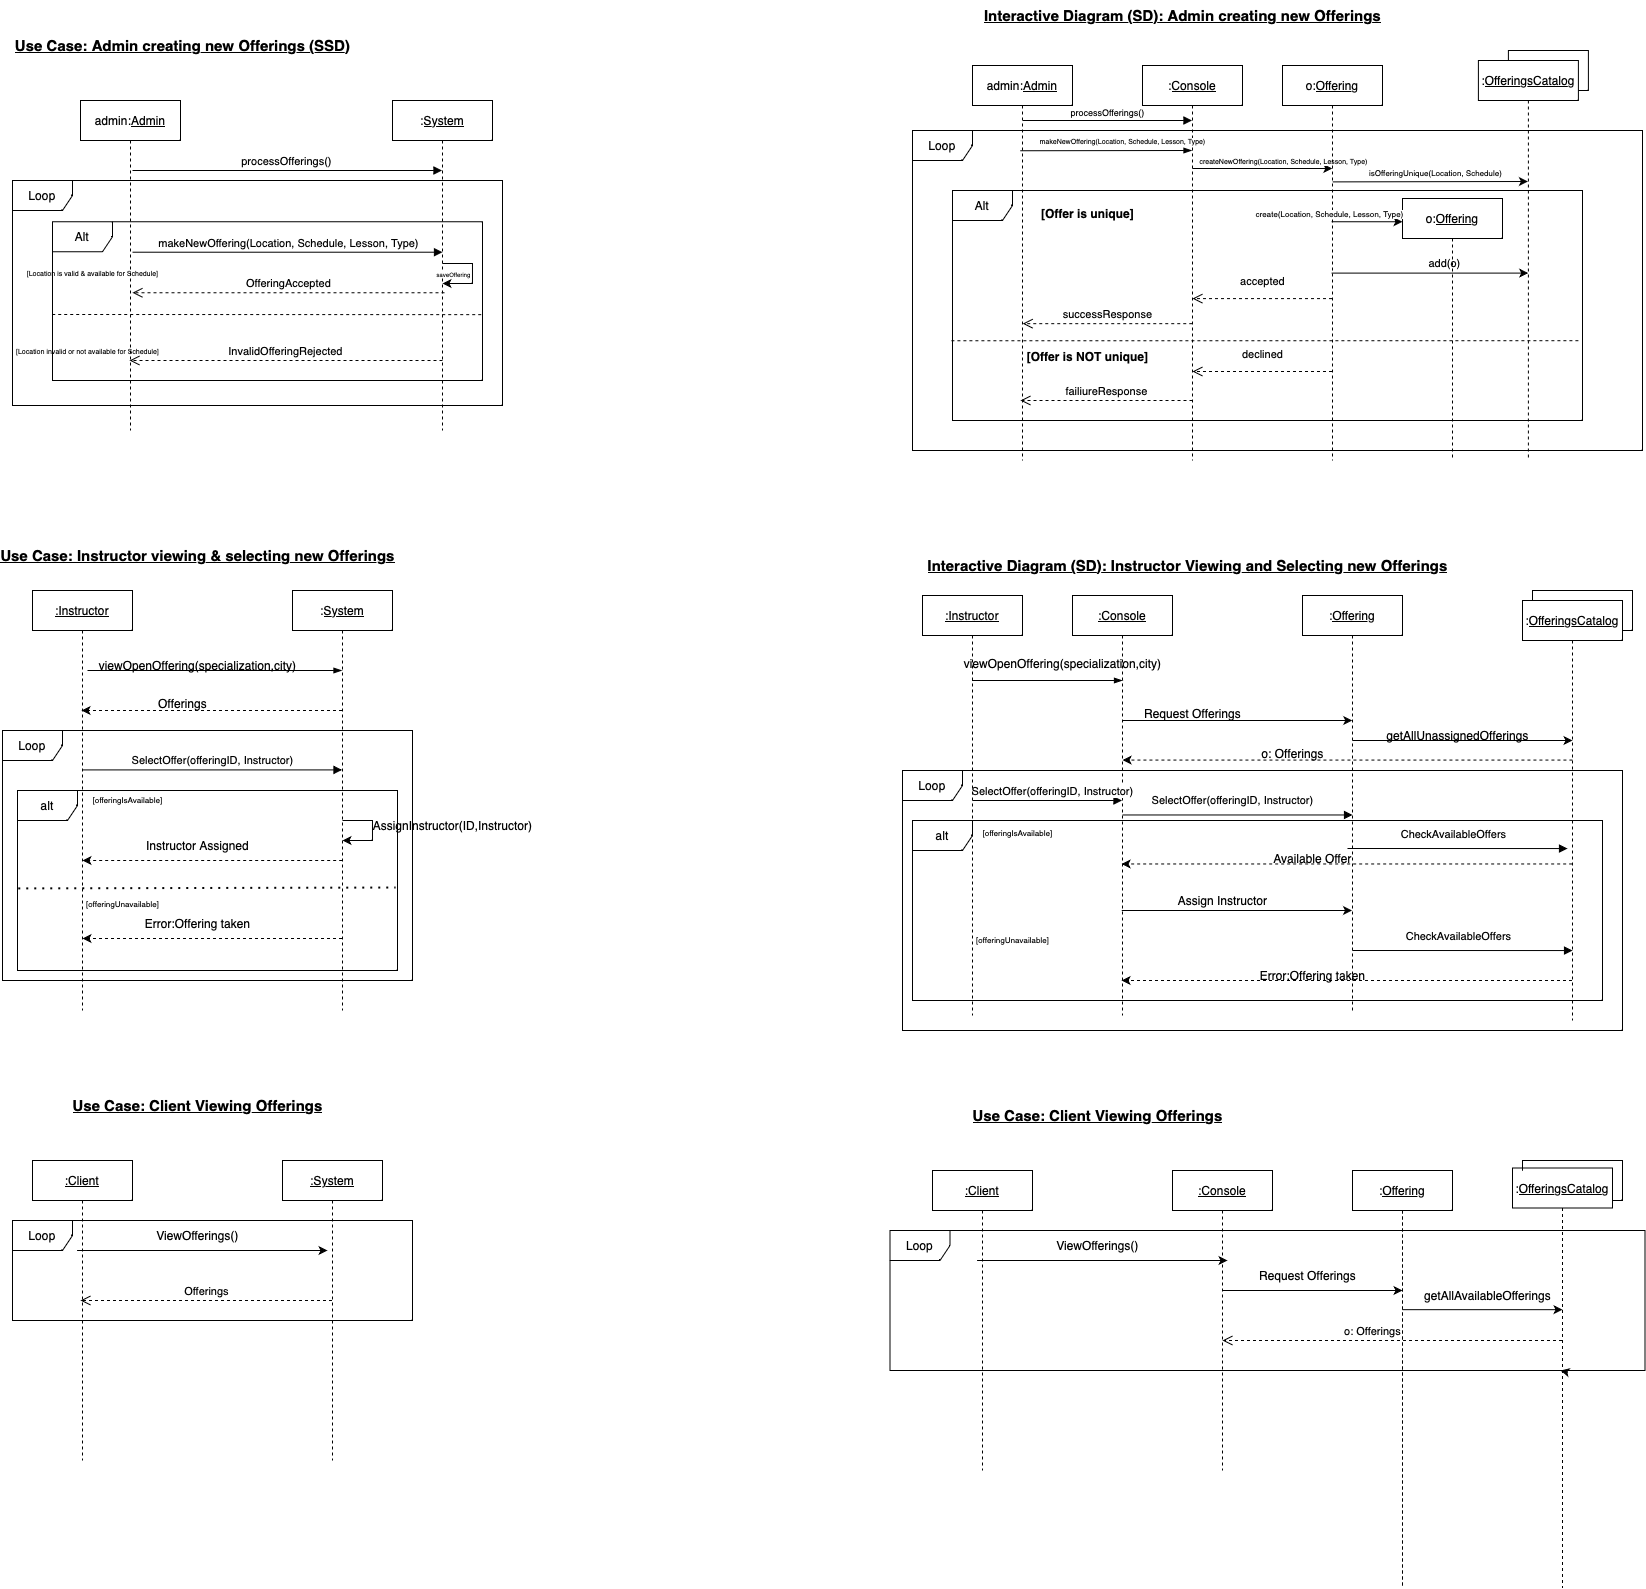 Use Case: Admin creating new Offerings (SSD)
admin:Admin
:System
processOfferings()
Loop
Alt
makeNewOffering(Location, Schedule, Lesson, Type)
[Location is valid & available for Schedule]
saveOffering
OfferingAccepted
[Location invalid or not available for Schedule]
InvalidOfferingRejected
Interactive Diagram (SD): Admin creating new Offerings
admin:Admin
:Console
o:Offering
:OfferingsCatalog
processOfferings()
Loop
makeNewOffering(Location, Schedule, Lesson, Type)
createNewOffering(Location, Schedule, Lesson, Type)
isOfferingUnique(Location, Schedule)
Alt
[Offer is unique]
create(Location, Schedule, Lesson, Type)
o:Offering
add(o)
accepted
successResponse
[Offer is NOT unique]
declined
failiureResponse
Use Case: Instructor viewing & selecting new Offerings
:Instructor
:System
viewOpenOffering(specialization,city)
Offerings
Loop
SelectOffer(offeringID, Instructor)
alt
[offeringIsAvailable]
AssignInstructor(ID,Instructor)
Instructor Assigned
[offeringUnavailable]
Error:Offering taken
Interactive Diagram (SD): Instructor Viewing and Selecting new Offerings
:Instructor
:Console
:Offering
:OfferingsCatalog
viewOpenOffering(specialization,city)
Request Offerings
getAllUnassignedOfferings
o: Offerings
Loop
SelectOffer(offeringID, Instructor)
SelectOffer(offeringID, Instructor)
alt
[offeringIsAvailable]
CheckAvailableOffers
Available Offer
Assign Instructor
[offeringUnavailable]
CheckAvailableOffers
Error:Offering taken
Use Case: Client Viewing Offerings
:Client
:System
Loop
ViewOfferings()
Offerings
Use Case: Client Viewing Offerings
:Client
:Console
:Offering
:OfferingsCatalog
Loop
ViewOfferings()
Request Offerings
getAllAvailableOfferings
o: Offerings